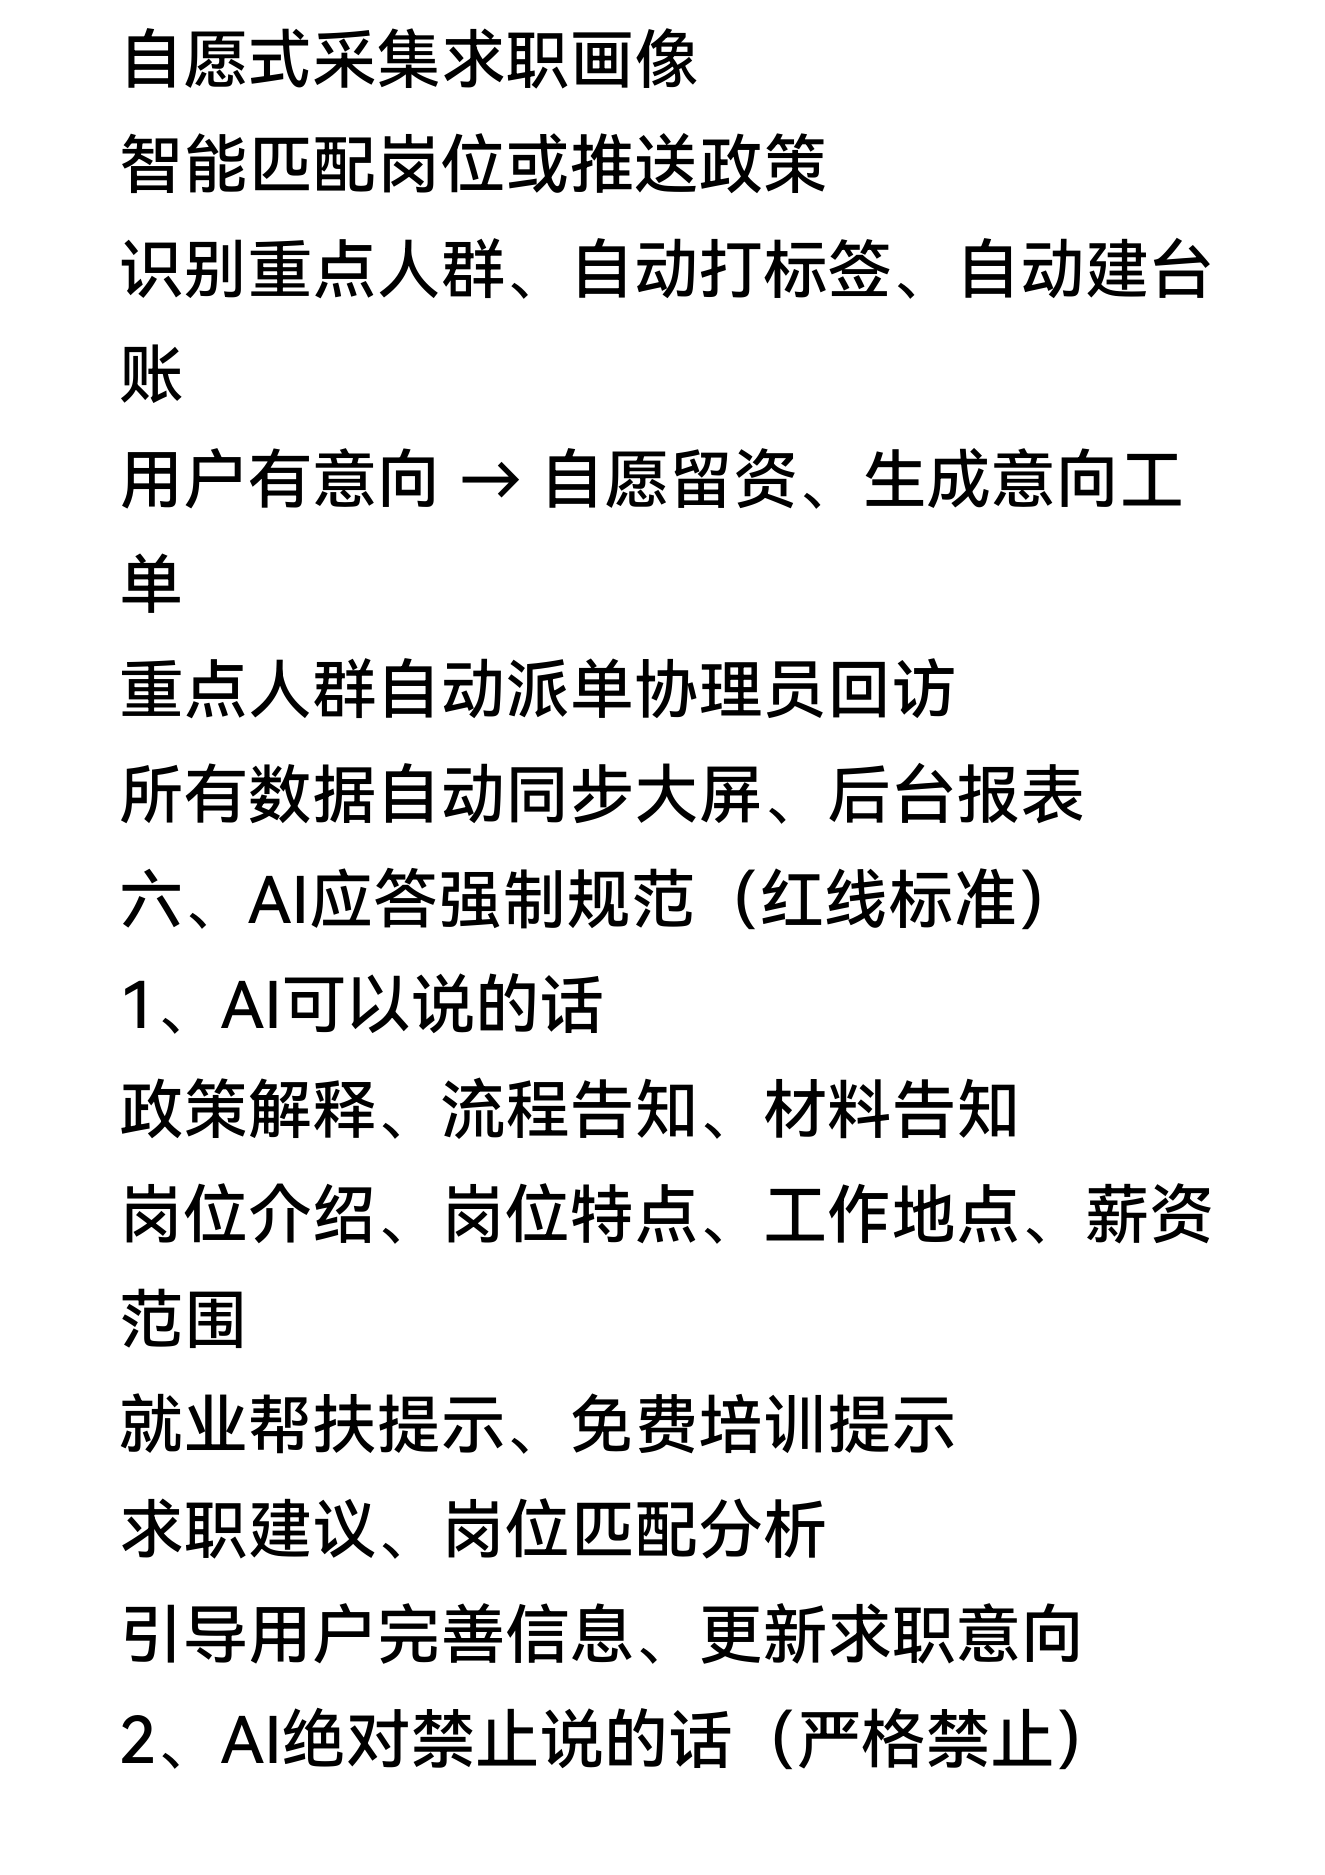 自愿式采集求职画像
智能匹配岗位或推送政策
识别重点人群、自动打标签、自动建台
账
用户有意向 → 自愿留资、生成意向工
单
重点人群自动派单协理员回访
所有数据自动同步大屏、后台报表
六、AI应答强制规范（红线标准）
1、AI可以说的话
政策解释、流程告知、材料告知
岗位介绍、岗位特点、工作地点、薪资
范围
就业帮扶提示、免费培训提示
求职建议、岗位匹配分析
引导用户完善信息、更新求职意向
2、AI绝对禁止说的话（严格禁止）